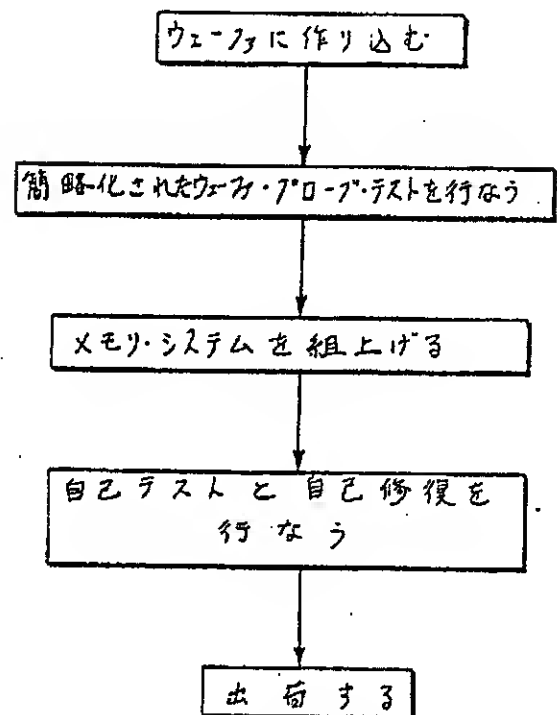 ウェーファに作り込む
簡略化されたウェーファ・プローブ・テストを行なう
メモリ・システムを組上げる
自己テストと自己修復を
行なう
出荷する